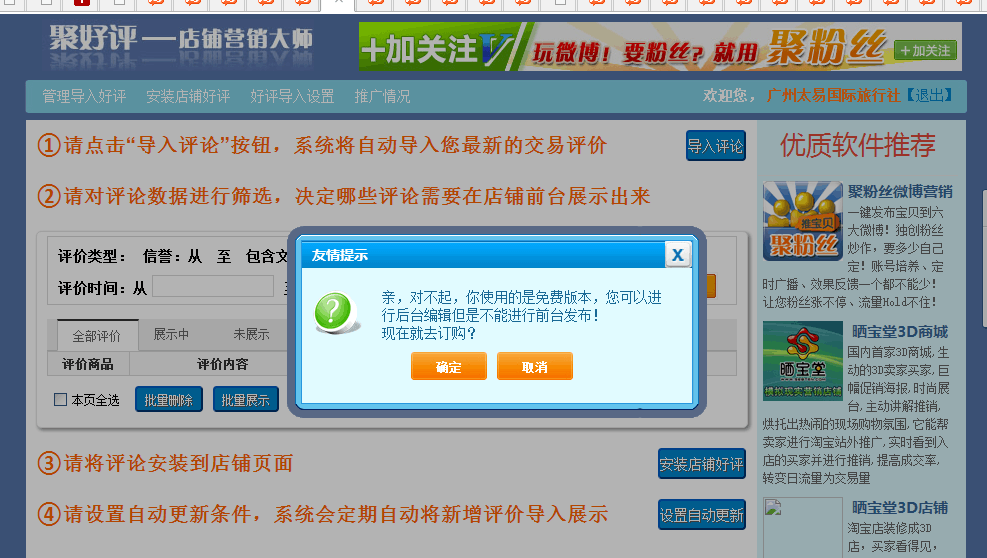 聚好评—店铺营销大师
+加关注V 玩微博！要粉丝？就用 聚粉丝 +加关注
管理导入好评 安装店铺好评 好评导入设置 推广情况 欢迎您， 广州太易国际旅行社【退出】
①请点击“导入评论”按钮，系统将自动导入您最新的交易评价 导入评论
②请对评论数据进行筛选，决定哪些评论需要在店铺前台展示出来
评价类型： 信誉：从 至 包含文
评价时间：从
全部评价 展示中 未展示
评价商品 评价内容
本页全选 批量删除 批量展示
友情提示 X
亲，对不起，你使用的是免费版本，您可以进
行后台编辑但是不能进行前台发布！
现在就去订购？
确定 取消
③请将评论安装到店铺页面 安装店铺好评
④请设置自动更新条件，系统会定期自动将新增评价导入展示 设置自动更新
优质软件推荐
推宝贝
聚粉丝
聚粉丝微博营销
一键发布宝贝到六
大微博！独创粉丝
炒作，要多少自己
定！账号培养、定
时广播、效果反馈一个都不能少！
让您粉丝涨不停、流量Hold不住！
晒宝堂
模拟现实营销店铺
晒宝堂3D商城
国内首家3D商城，生
动的3D卖家买家，巨
幅促销海报，时尚展
台，主动讲解推销，
烘托出热闹的现场购物氛围，它能帮
卖家进行淘宝站外推广，实时看到入
店的买家并进行推销，提高成交率，
转变日流量为交易量
晒宝堂3D店铺
淘宝店装修成3D
店，买家看得见，